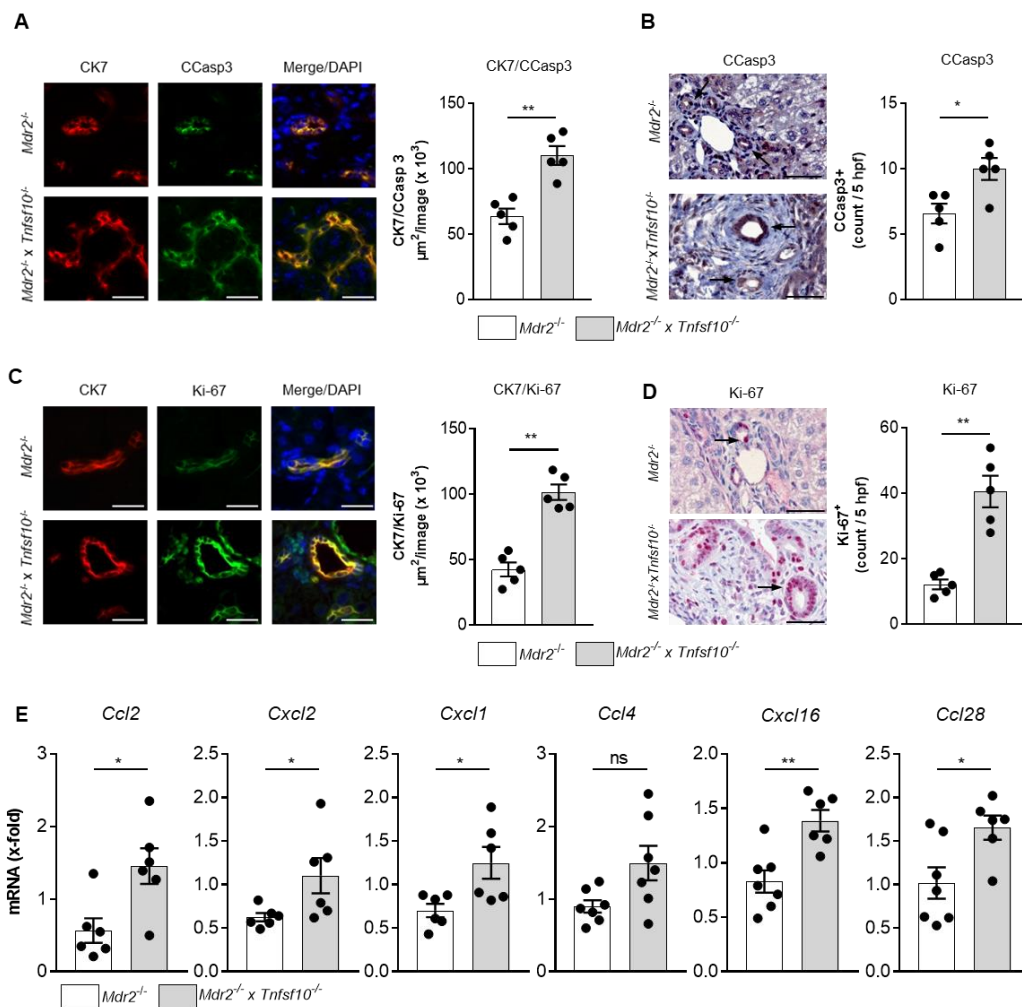 A
CK7 CCasp3 Merge/DAPI
Mdr2-/-
Mdr2-/- x Tnfsf10-/-
CK7/CCasp3
CK7/CCasp 3
µm²/image (x 10³)
150
**
100
50
0
B
CCasp3
Mdr2-/-
Mdr2-/-xTnfsf10-/-
CCasp3
CCasp3+
(count / 5 hpf)
15
*
10
5
0
Mdr2-/- Mdr2-/- x Tnfsf10-/-
C
CK7 Ki-67 Merge/DAPI
Mdr2-/-
Mdr2-/- x Tnfsf10-/-
CK7/Ki-67
CK7/Ki-67
µm²/image (x 10³)
150
**
100
50
0
D
Ki-67
Mdr2-/-
Mdr2-/-xTnfsf10-/-
Ki-67
Ki-67+
(count / 5 hpf)
60
**
40
20
0
Mdr2-/- Mdr2-/- x Tnfsf10-/-
E
mRNA (x-fold)
Ccl2
3
*
2
1
0
Cxcl2
2.5
*
2.0
1.5
1.0
0.5
0.0
Cxcl1
2.5
*
2.0
1.5
1.0
0.5
0.0
Ccl4
3
ns
2
1
0
Cxcl16
2.0
**
1.5
1.0
0.5
0.0
Ccl28
2.5
*
2.0
1.5
1.0
0.5
0.0
Mdr2-/- Mdr2-/- x Tnfsf10-/-